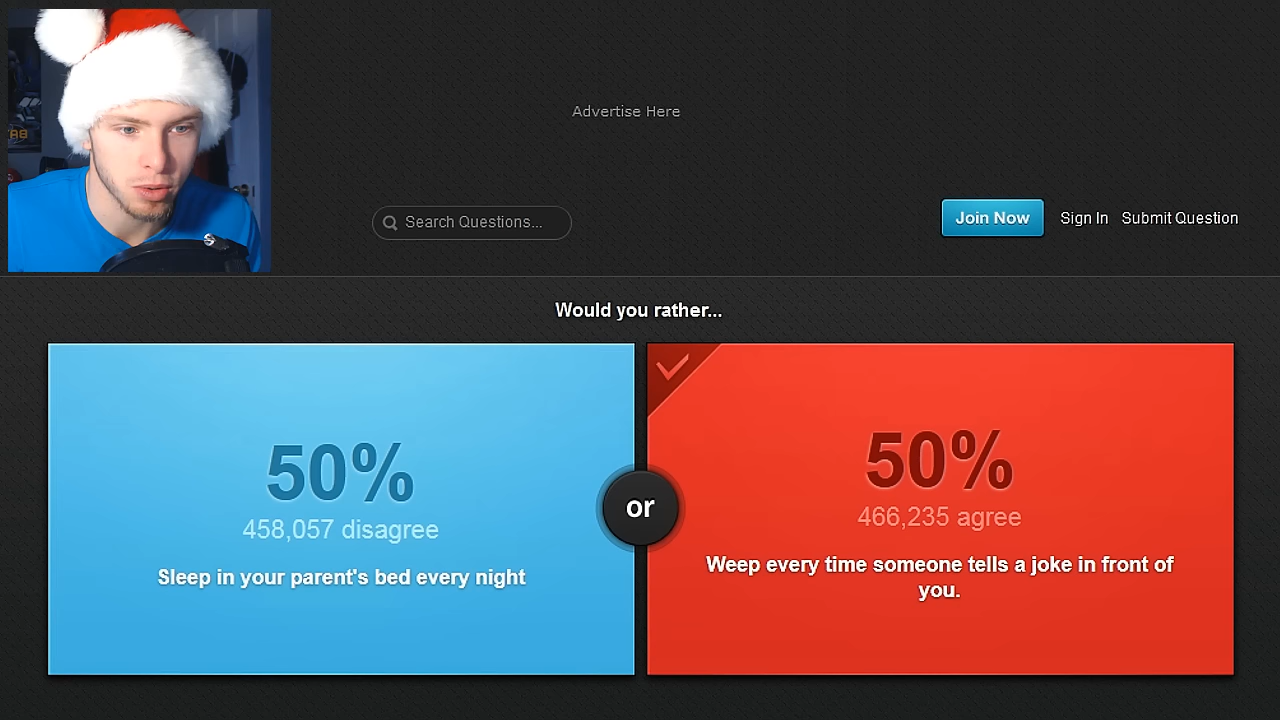 Advertise Here
Search Questions...
Join Now Sign In Submit Question
Would you rather...
50%
458,057 disagree
Sleep in your parent's bed every night
or
50%
466,235 agree
Weep every time someone tells a joke in front of
you.